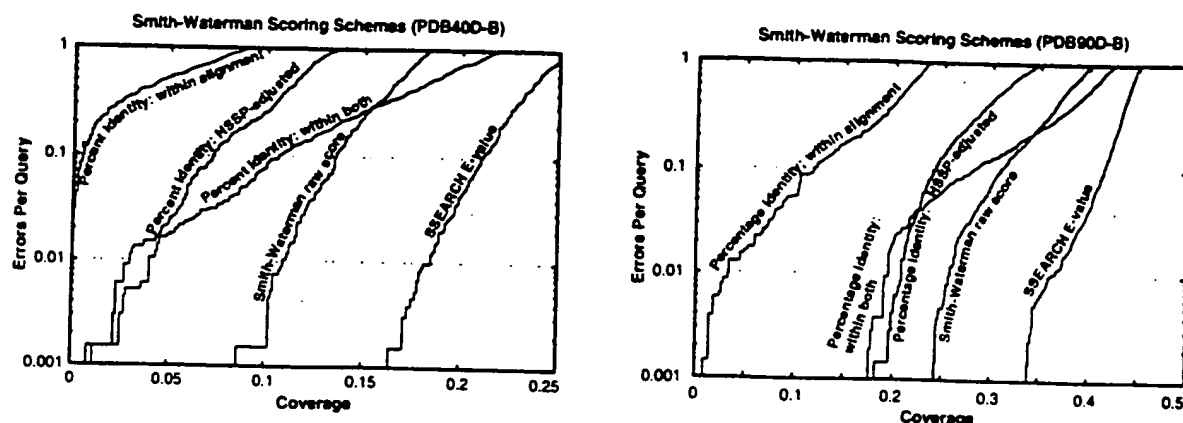 Smith-Waterman Scoring Schemes (PDB40D-B)
1
0.1
0.01
0.001
Errors Per Query
Percent Identity: within alignment
Percent Identity: HSSP-adjusted
Percent Identity: within both
Smith-Waterman raw score
SSEARCH E-value
0
0.05
0.1
0.15
0.2
0.25
Coverage
Smith-Waterman Scoring Schemes (PDB90D-B)
1
0.1
0.01
0.001
Errors Per Query
Percentage Identity: within alignment
Percentage Identity:
within both
Percentage Identity: HSSP-adjusted
Smith-Waterman raw score
SSEARCH E-value
0
0.1
0.2
0.3
0.4
0.5
Coverage